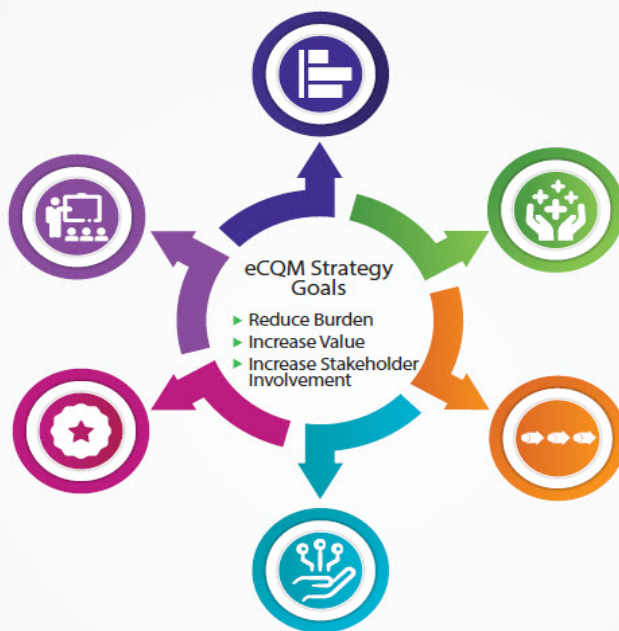 eCQM Strategy
Goals
Reduce Burden
Increase Value
Increase Stakeholder
Involvement